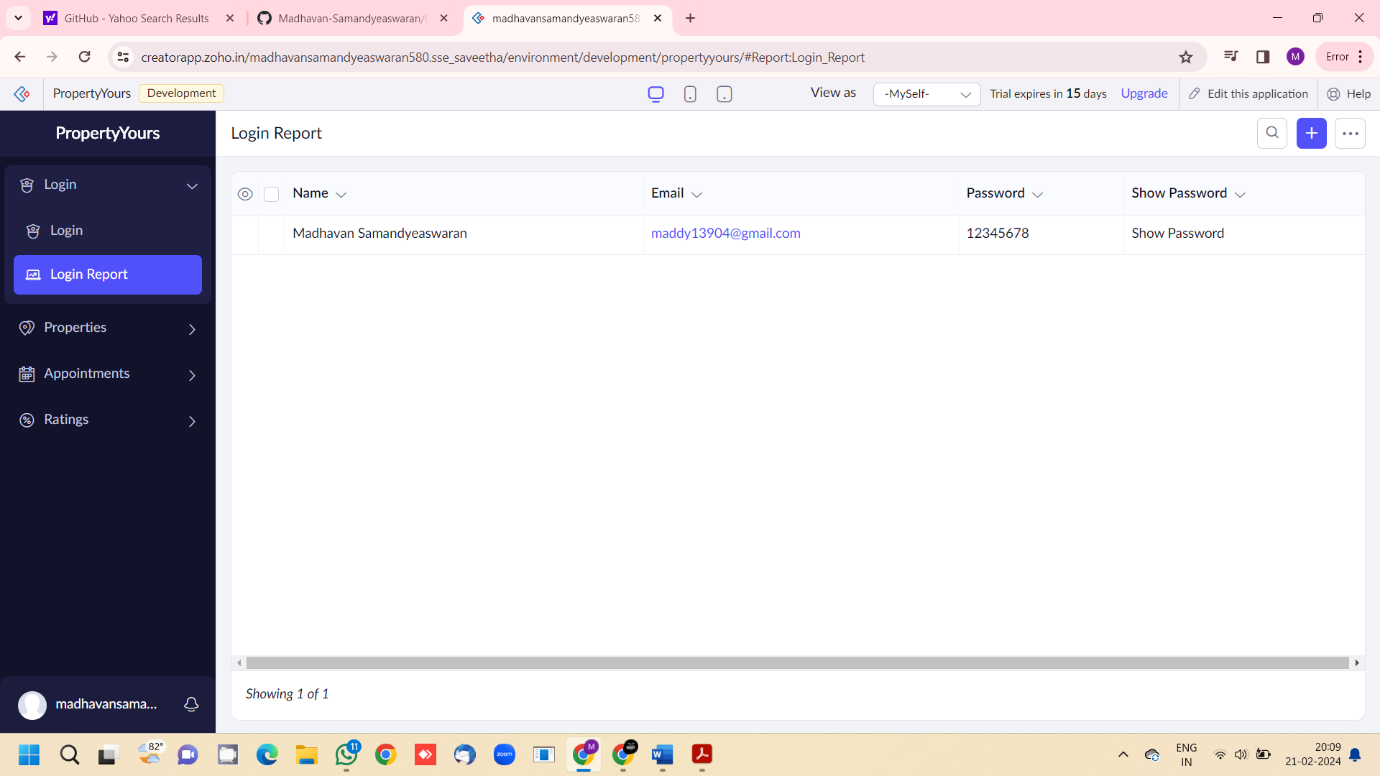 GitHub - Yahoo Search Results
Madhavan-Samandyeaswaran/
madhavansamandyeaswaran58
creatorapp.zoho.in/madhavansamandyeaswaran580.sse_saveetha/environment/development/propertyyours/#Report:Login_Report
M
Error
PropertyYours
Development
View as
-MySelf-
Trial expires in 15 days
Upgrade
Edit this application
Help
PropertyYours
Login Report
Login
Login
Login Report
Properties
Appointments
Ratings
Name
Email
Password
Show Password
Madhavan Samandyeaswaran
maddy13904@gmail.com
12345678
Show Password
Showing 1 of 1
madhavansama...
82°
11
zoom
M
ENG
IN
20:09
21-02-2024